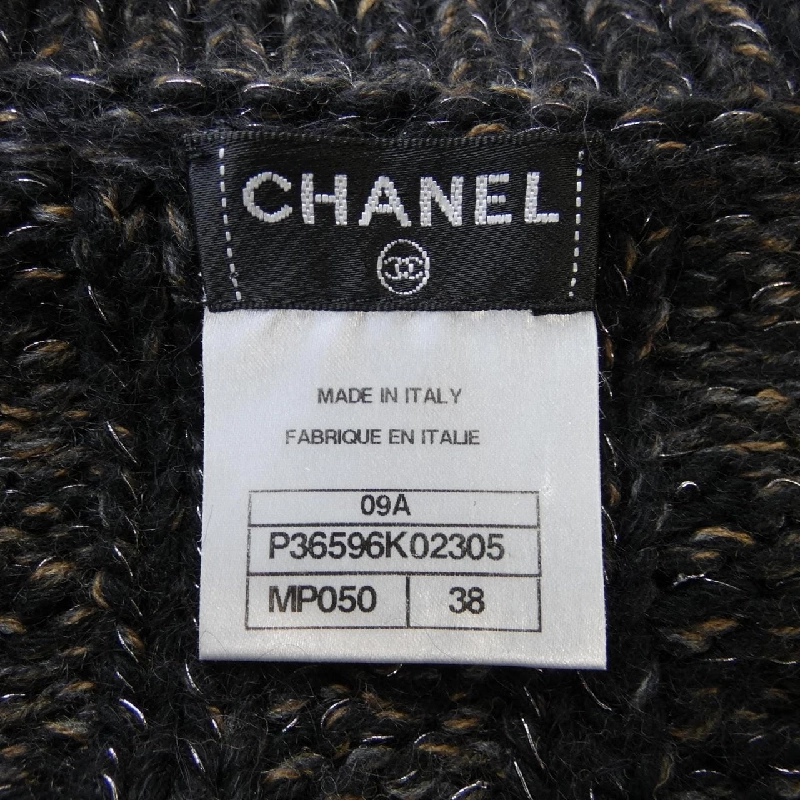 CHANEL
MADE IN ITALY
FABRIQUE EN ITALIE
09A
P36596K02305
MP050 38